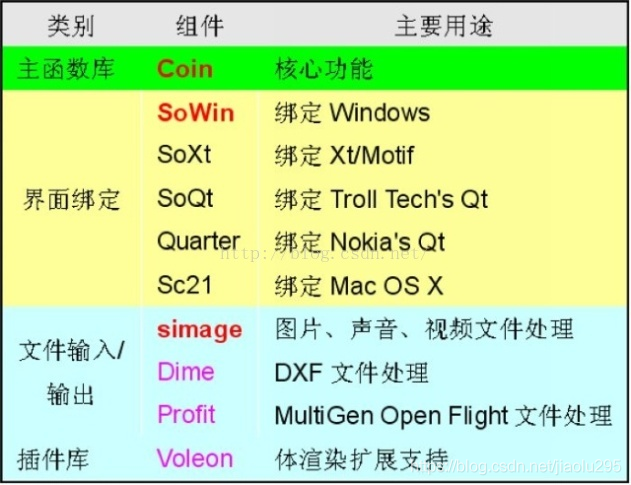 类别 组件 主要用途
主函数库 Coin 核心功能
SoWin 绑定 Windows
SoXt 绑定 Xt/Motif
界面绑定 SoQt 绑定 Troll Tech's Qt
Quarter 绑定 Nokia's Qt
http://blog.csdn.net/
Sc21 绑定 Mac OS X
simage 图片、声音、视频文件处理
文件输入/
输出
Dime DXF 文件处理
Profit MultiGen Open Flight 文件处理
插件库 Voleon 体渲染扩展支持
https://blog.csdn.net/jiaolu295